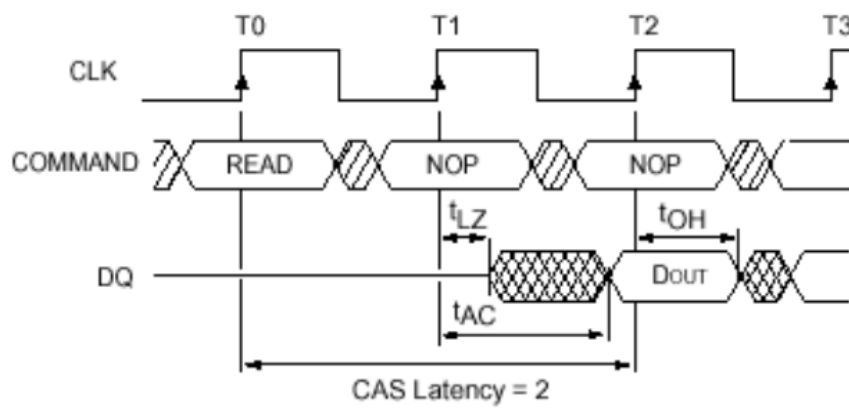 T0 T1 T2 T3
CLK
COMMAND READ NOP NOP
tLZ tOH
DQ DOUT
tAC
CAS Latency = 2